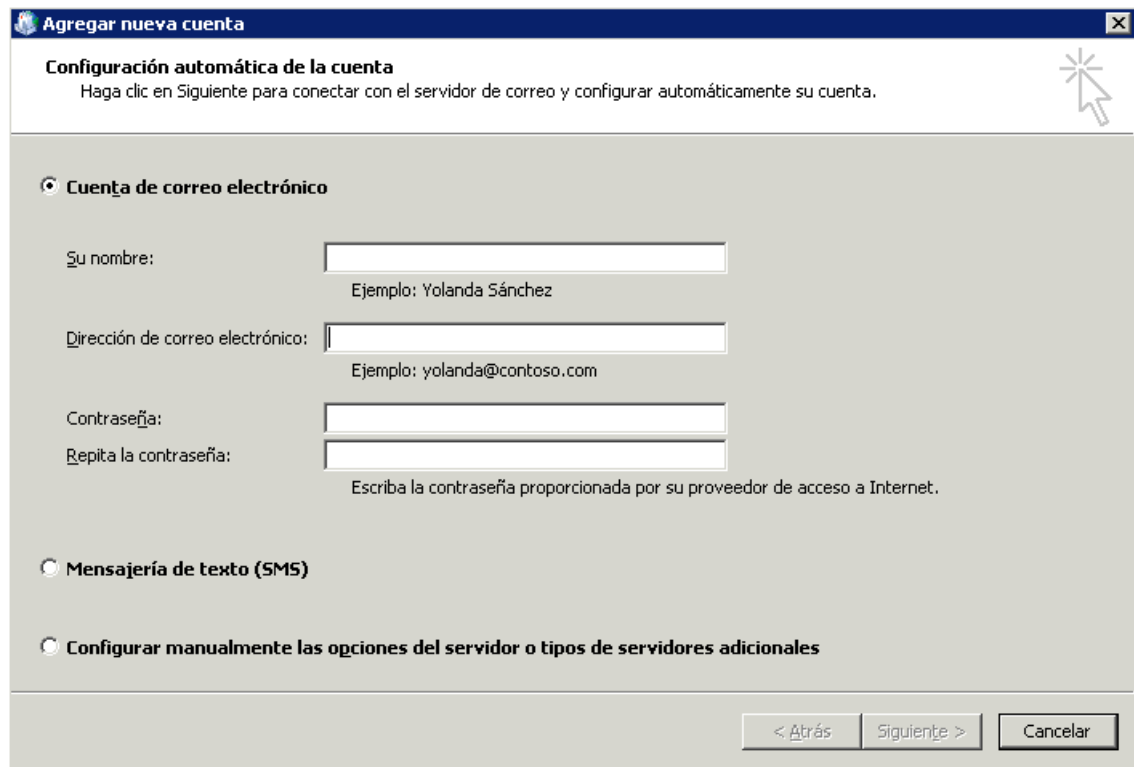 Agregar nueva cuenta
Configuración automática de la cuenta
Haga clic en Siguiente para conectar con el servidor de correo y configurar automáticamente su cuenta.
Cuenta de correo electrónico
Su nombre:
Ejemplo: Yolanda Sánchez
Dirección de correo electrónico:
Ejemplo: yolanda@contoso.com
Contraseña:
Repita la contraseña:
Escriba la contraseña proporcionada por su proveedor de acceso a Internet.
Mensajería de texto (SMS)
Configurar manualmente las opciones del servidor o tipos de servidores adicionales
< Atrás Siguiente > Cancelar